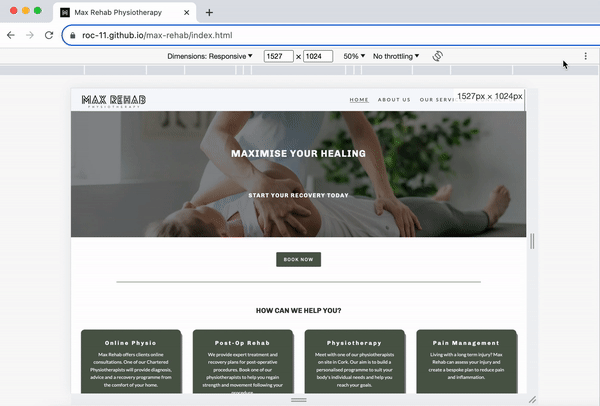 Max Rehab Physiotherapy
roc-11.github.io/max-rehab/index.html
Dimensions: Responsive 1527 × 1024 50% No throttling
MAX REHAB
PHYSIOTHERAPY
HOME ABOUT US OUR SERVI
1527px × 1024px
MAXIMISE YOUR HEALING
START YOUR RECOVERY TODAY
BOOK NOW
HOW CAN WE HELP YOU?
Online Physio
Max Rehab offers clients online
consultations. One of our Chartered
Physiotherapists will provide diagnosis,
advice and a recovery programme from
the comfort of your home.
Post-Op Rehab
We provide expert treatment and
recovery plans for post-operative
procedures. Book one of our
physiotherapists to help you regain
strength and movement following your
procedure.
Physiotherapy
Meet with one of our physiotherapists
on site in Cork. Our aim is to build a
personalised programme to suit your
body's individual needs and help you
reach your goals.
Pain Management
Living with a long term injury? Max
Rehab can assess your injury and
create a bespoke plan to reduce pain
and inflammation.